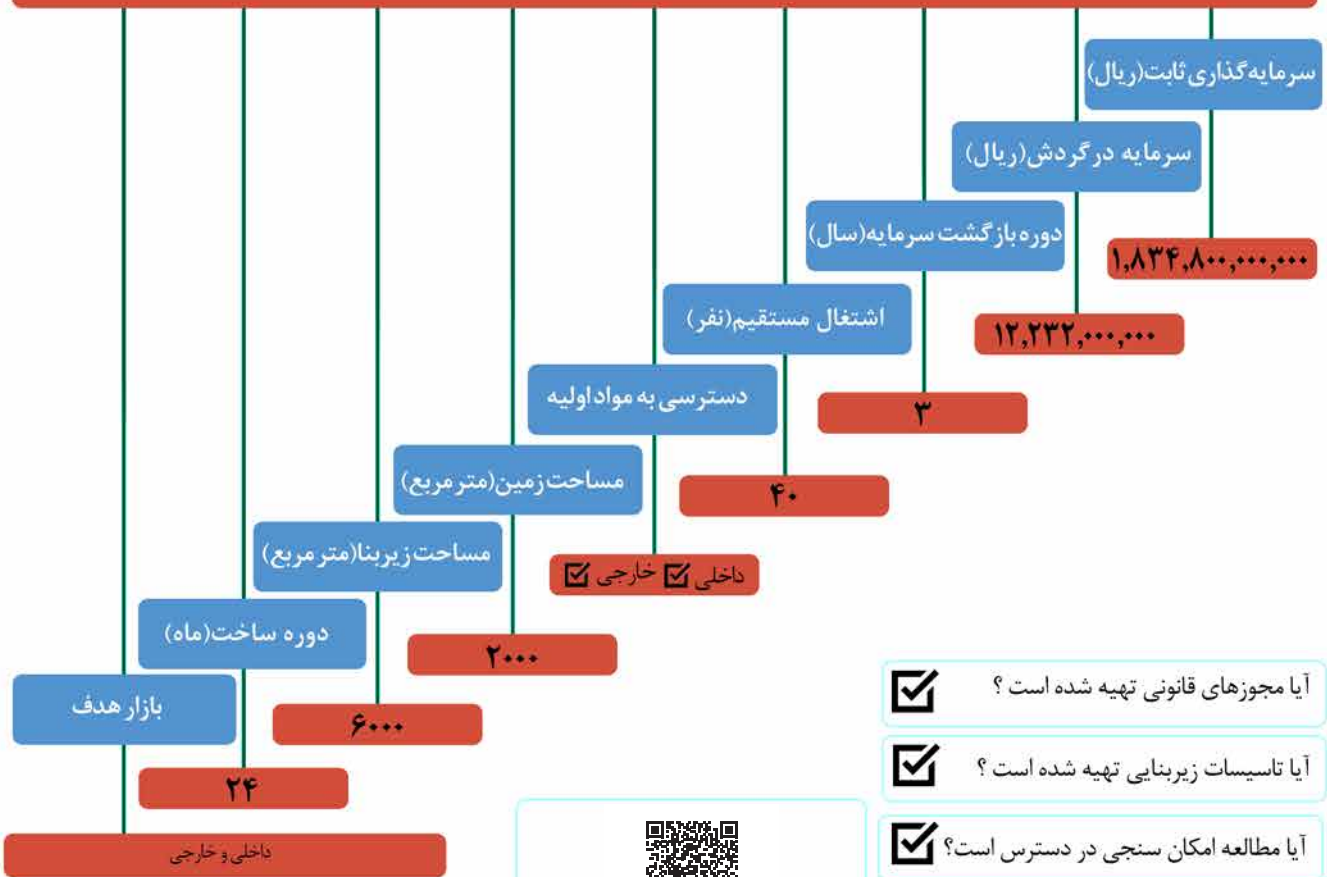 سرمایه‌گذاری ثابت(ریال)
۱,۸۳۴,۸۰۰,۰۰۰,۰۰۰
سرمایه در گردش(ریال)
۱۲,۲۳۲,۰۰۰,۰۰۰
دوره بازگشت سرمایه(سال)
۳
اشتغال مستقیم(نفر)
۴۰
دسترسی به مواد اولیه
داخلی ☑ خارجی ☑
مساحت زمین(متر مربع)
۲۰۰۰
مساحت زیربنا(متر مربع)
۶۰۰۰
دوره ساخت(ماه)
۲۴
بازار هدف
داخلی و خارجی
آیا مجوزهای قانونی تهیه شده است ؟ ☑
آیا تاسیسات زیربنایی تهیه شده است ؟ ☑
آیا مطالعه امکان سنجی در دسترس است؟ ☑